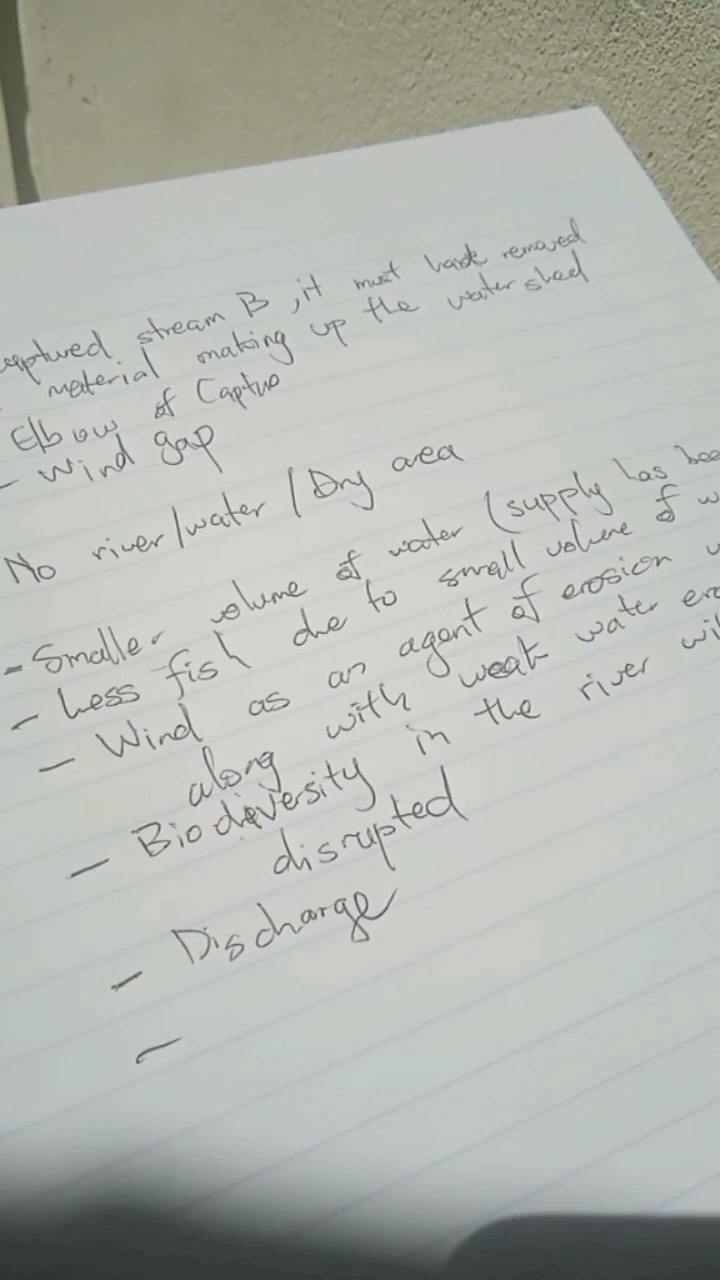 captured stream B, it must have removed
material making up the watershed
Elbow of Captue
- Wind gap
No river/water / Dry area
- Smaller volume of water (supply has
- Less fish due to small volume of
- Wind as an agent of erosion
along with weak water
- Biodiversity in the river
disrupted
- Discharge
-